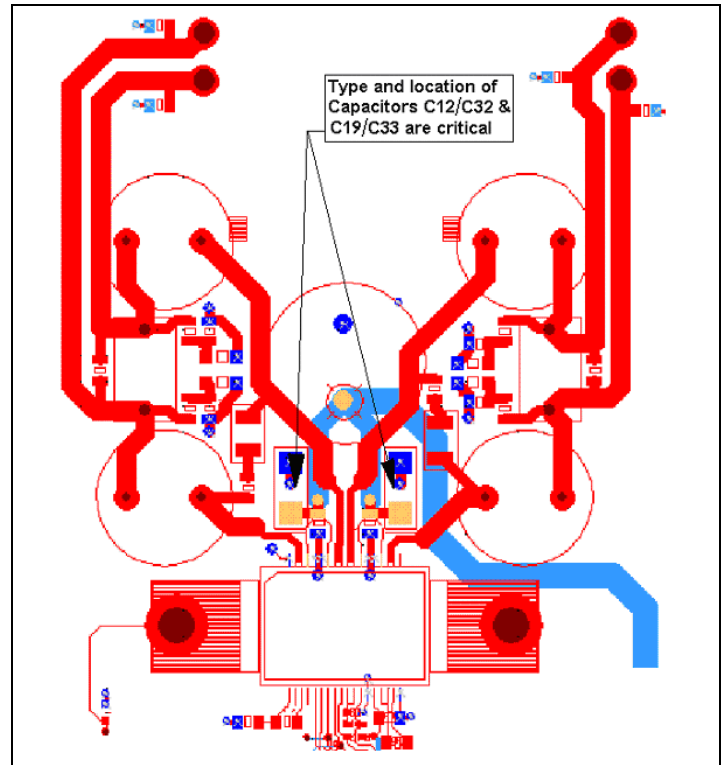 Type and location of
Capacitors C12/C32 &
C19/C33 are critical